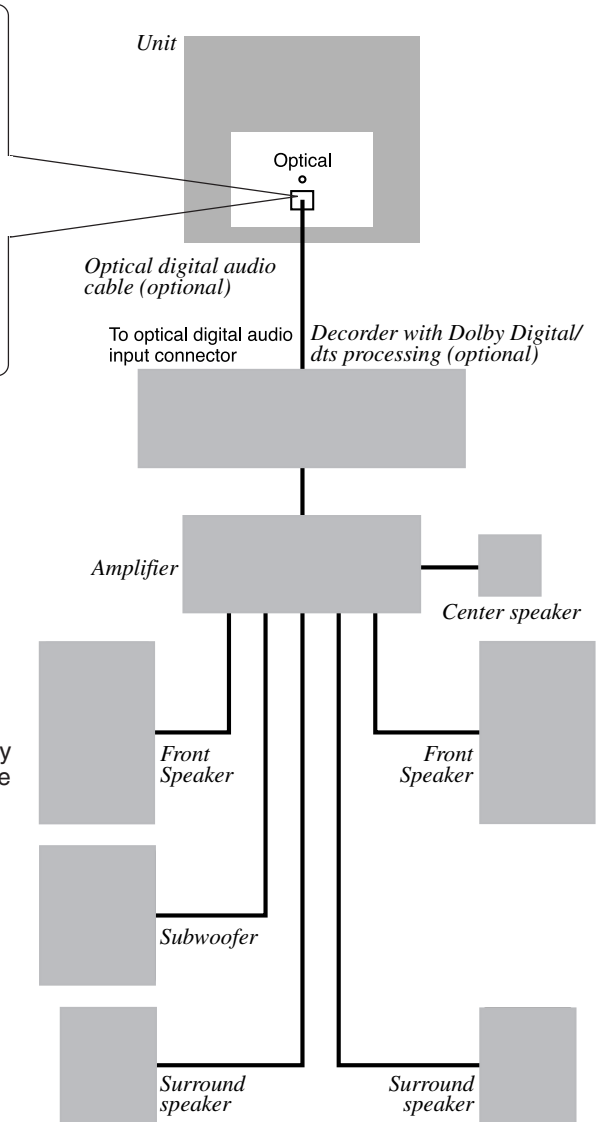 Unit
Optical
Optical digital audio
cable (optional)
To optical digital audio
input connector
Decorder with Dolby Digital/
dts processing (optional)
Amplifier
Center speaker
y
e
Front
Speaker
Front
Speaker
Subwoofer
Surround
speaker
Surround
speaker